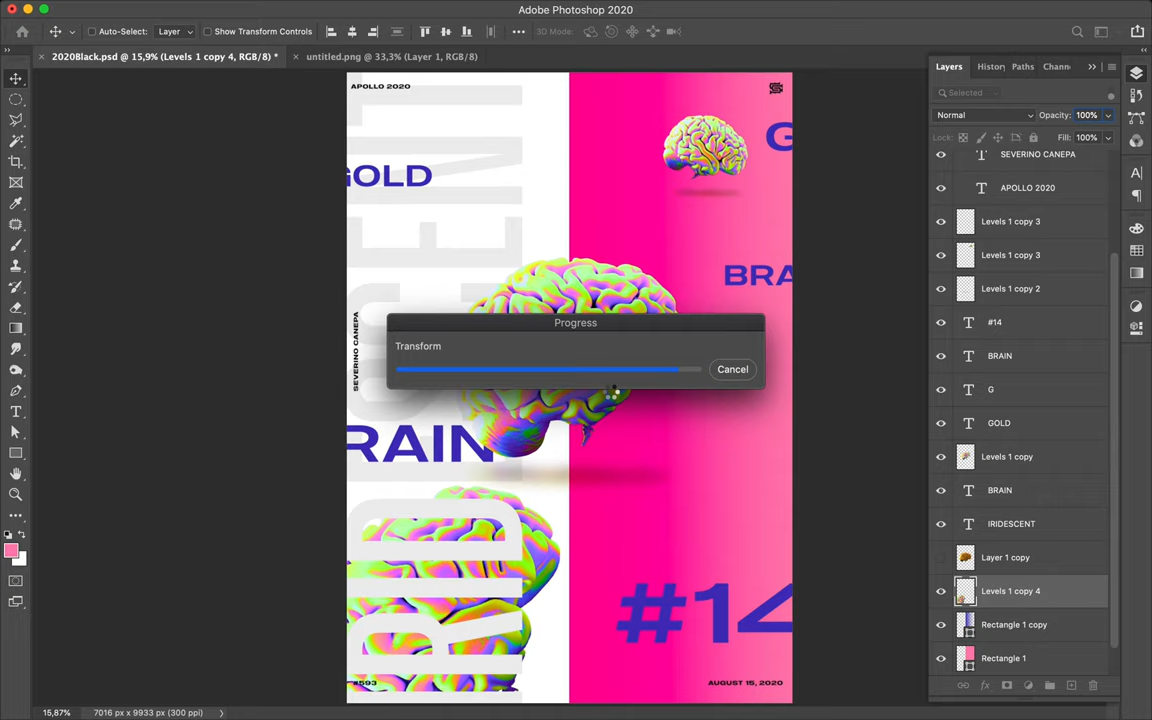 Adobe Photoshop 2020
Auto-Select: Layer Show Transform Controls 3D Mode:
2020Black.psd @ 15,9% (Levels 1 copy 4, RGB/8) *
untitled.png @ 33,3% (Layer 1, RGB/8)
Layers Histor Paths Chann
Selected
Normal Opacity: 100%
Lock: Fill: 100%
SEVERINO CANEPA
APOLLO 2020
Levels 1 copy 3
Levels 1 copy 3
Levels 1 copy 2
#14
BRAIN
G
GOLD
Levels 1 copy
BRAIN
IRIDESCENT
Layer 1 copy
Levels 1 copy 4
Rectangle 1 copy
Rectangle 1
APOLLO 2020
GOLD
G
BRA
SEVERINO CANEPA
Progress
Transform
Cancel
BRAIN
IRIDESCENT
#14
#593
AUGUST 15, 2020
15,87% 7016 px x 9933 px (300 ppi)